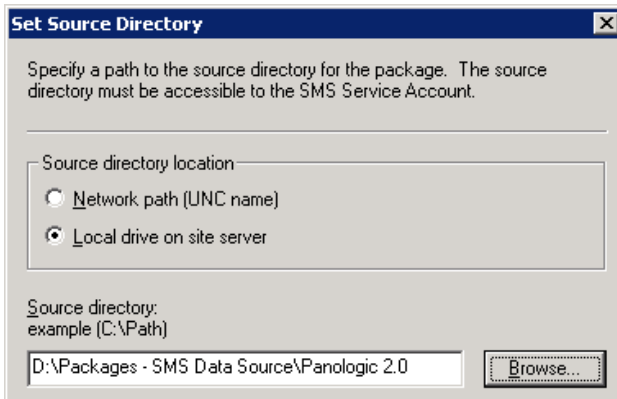 Set Source Directory
Specify a path to the source directory for the package.  The source
directory must be accessible to the SMS Service Account.
Source directory location
Network path (UNC name)
Local drive on site server
Source directory:
example (C:\Path)
D:\Packages - SMS Data Source\Panologic 2.0
Browse...